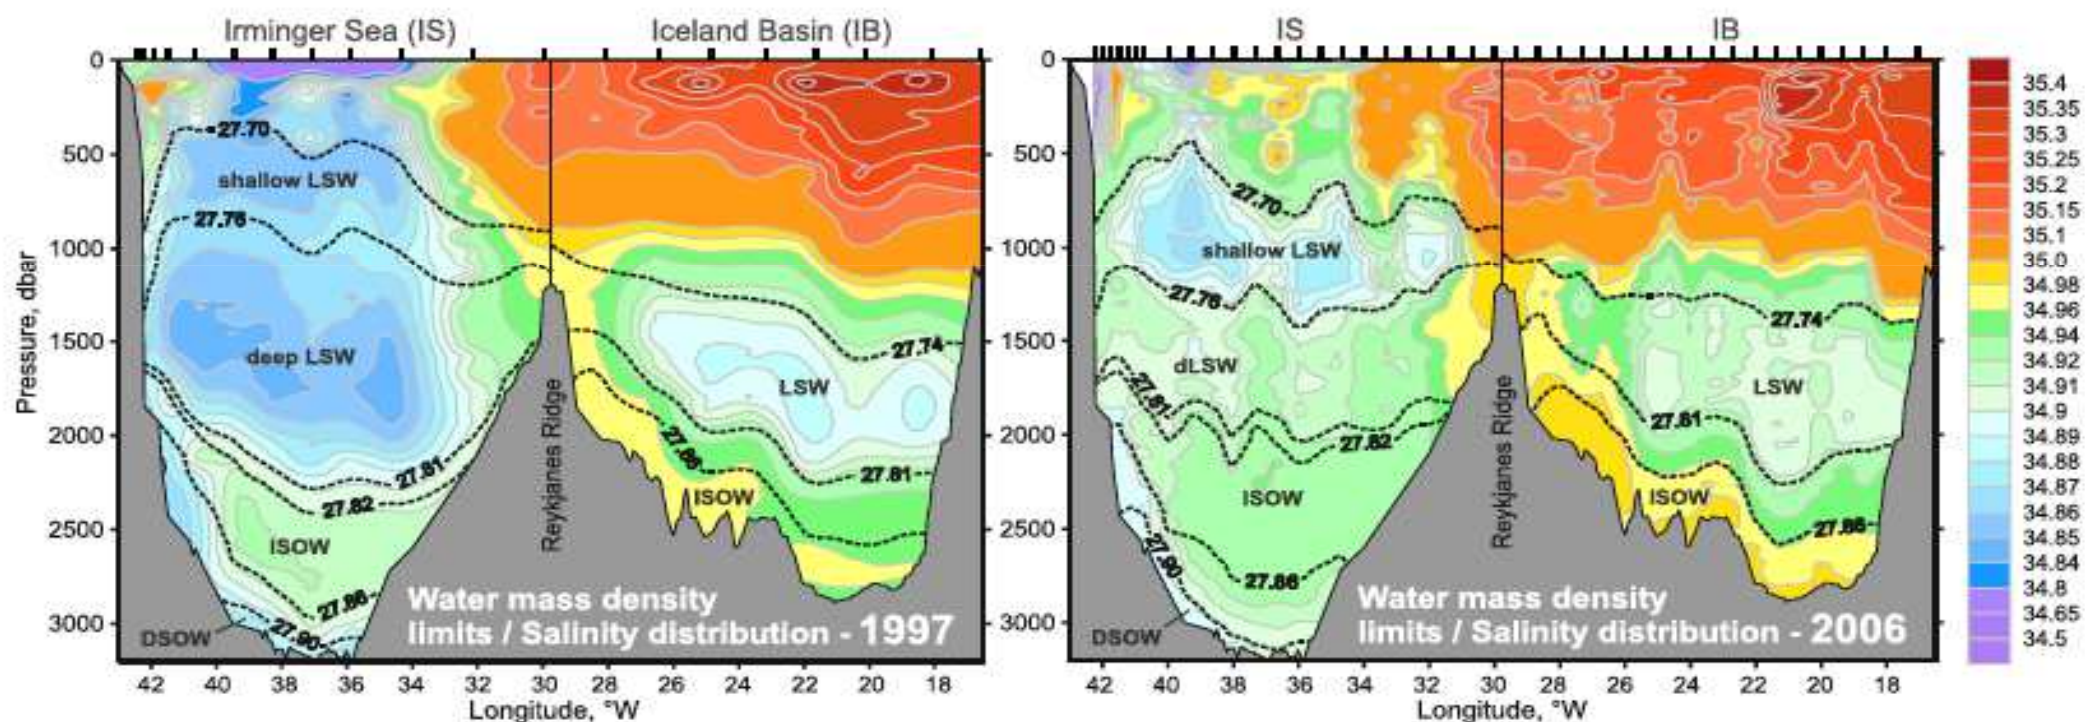 Irminger Sea (IS)
Iceland Basin (IB)
0
500
1000
1500
2000
2500
3000
Pressure, dbar
27.70
shallow LSW
27.76
deep LSW
27.81
27.82
ISOW
27.86
27.90
DSOW
Reykjanes Ridge
27.74
LSW
27.86
27.81
ISOW
Water mass density
limits / Salinity distribution - 1997
42 40 38 36 34 32 30 28 26 24 22 20 18
Longitude, °W
IS
IB
0
500
1000
1500
2000
2500
3000
27.70
shallow LSW
27.76
dLSW
27.81
27.82
ISOW
27.86
27.90
DSOW
Reykjanes Ridge
27.74
LSW
27.81
ISOW
27.86
Water mass density
limits / Salinity distribution - 2006
42 40 38 36 34 32 30 28 26 24 22 20 18
Longitude, °W
35.4
35.35
35.3
35.25
35.2
35.15
35.1
35.0
34.98
34.96
34.94
34.92
34.91
34.9
34.89
34.88
34.87
34.86
34.85
34.84
34.8
34.65
34.5